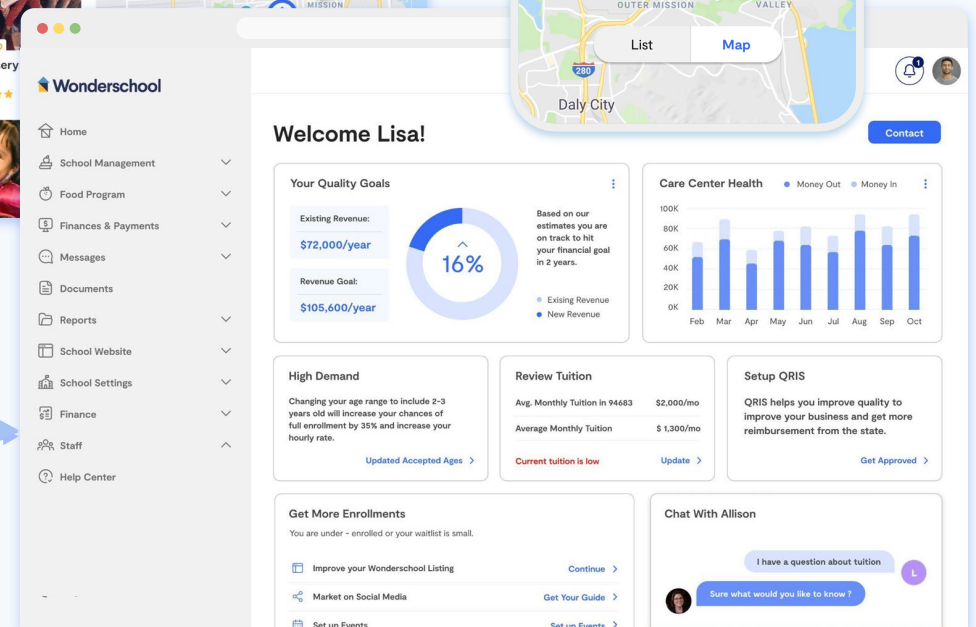 MISSION
OUTER MISSION
VALLEY
List
Map
280
Daly City
ery
Wonderschool
1
Home
School Management
Food Program
Finances & Payments
Messages
Documents
Reports
School Website
School Settings
Finance
Staff
Help Center
Welcome Lisa!
Contact
Your Quality Goals
Existing Revenue:
$72,000/year
Revenue Goal:
$105,600/year
16%
Based on our
estimates you are
on track to hit
your financial goal
in 2 years.
Exising Revenue
New Revenue
Care Center Health
Money Out
Money In
100K
80K
60K
40K
20K
0K
Feb Mar Apr May Jun Jul Aug Sep Oct
High Demand
Changing your age range to include 2-3
years old will increase your chances of
full enrollment by 35% and increase your
hourly rate.
Updated Accepted Ages >
Review Tuition
Avg. Monthly Tuition in 94683 $2,000/mo
Average Monthly Tuition $ 1,300/mo
Current tuition is low Update >
Setup QRIS
QRIS helps you improve quality to
improve your business and get more
reimbursement from the state.
Get Approved >
Get More Enrollments
You are under - enrolled or your waitlist is small.
Improve your Wonderschool Listing Continue >
Market on Social Media Get Your Guide >
Set up Events Set up Events >
Chat With Allison
I have a question about tuition
L
Sure what would you like to know ?